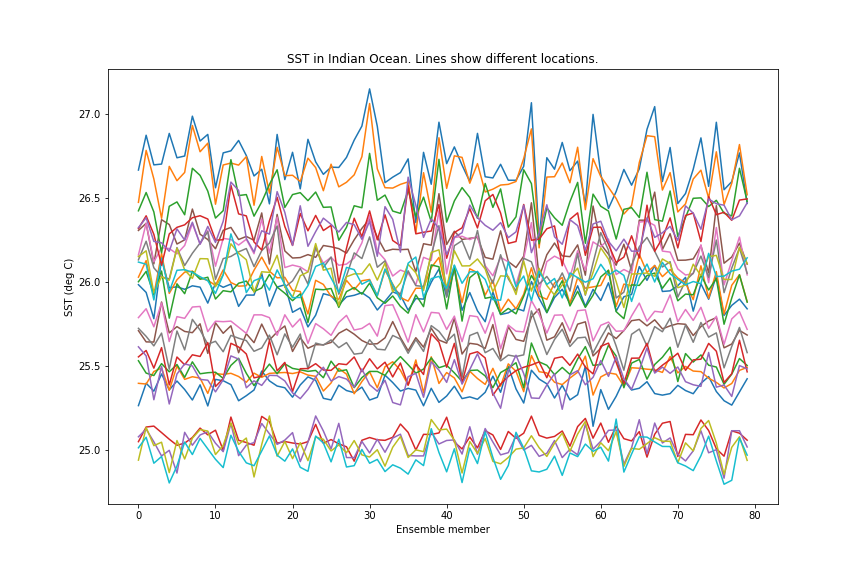 SST in Indian Ocean. Lines show different locations.
27.0
26.5
26.0
25.5
25.0
SST (deg C)
0 10 20 30 40 50 60 70 80
Ensemble member